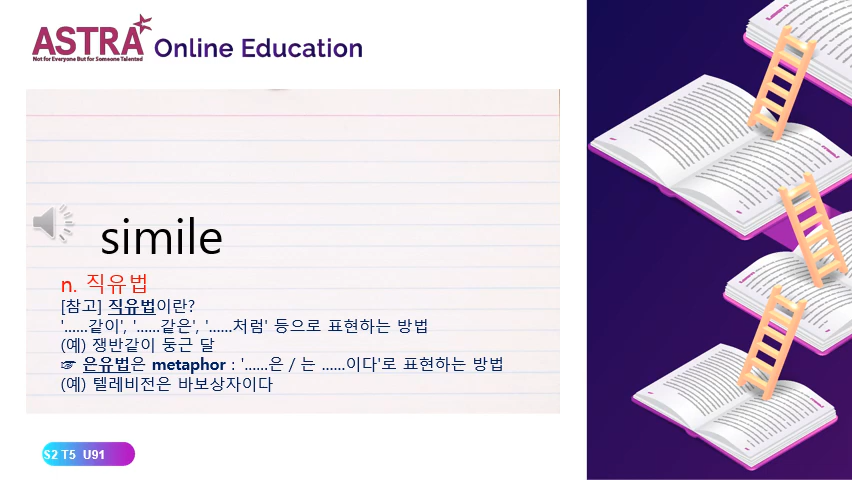 ASTRA
Not for Everyone But for Someone Talented
Online Education
simile
n. 직유법
[참고] 직유법이란?
'......같이', '......같은', '......처럼' 등으로 표현하는 방법
(예) 쟁반같이 둥근 달
☞ 은유법은 metaphor : '......은 / 는 ......이다'로 표현하는 방법
(예) 텔레비전은 바보상자이다
S2 T5 U91